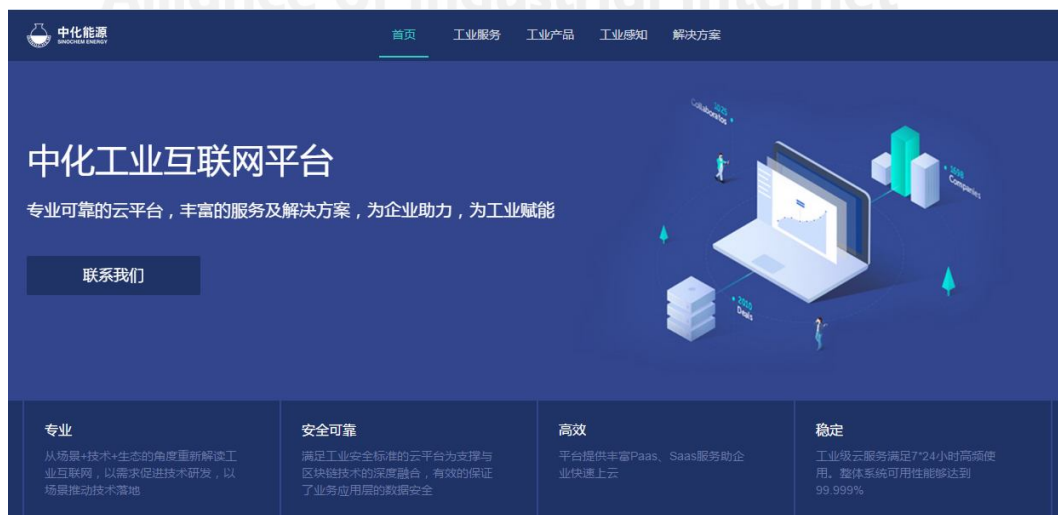 Alliance of Industrial Internet
中化能源
SINOCHEM ENERGY
首页 工业服务 工业产品 工业感知 解决方案
中化工业互联网平台
专业可靠的云平台，丰富的服务及解决方案，为企业助力，为工业赋能
联系我们
1625
Collaboratios
1698
Companies
2050
Deals
专业
从场景+技术+生态的角度重新解读工
业互联网，以需求促进技术研发，以
场景推动技术落地
安全可靠
满足工业安全标准的云平台为支撑与
区块链技术的深度融合，有效的保证
了业务应用层的数据安全
高效
平台提供丰富Paas、Saas服务助企
业快速上云
稳定
工业级云服务满足7*24小时高频使
用。整体系统可用性能够达到
99.999%